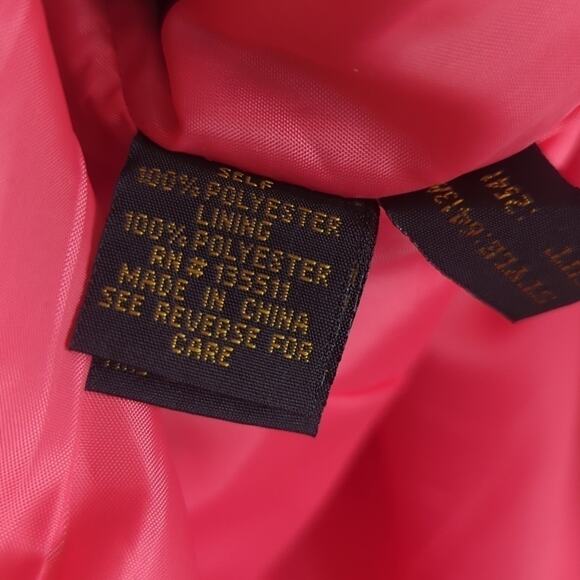 SELF
100% POLYESTER
LINING
100% POLYESTER
RN # 135511
MADE IN CHINA
SEE REVERSE FOR
CARE